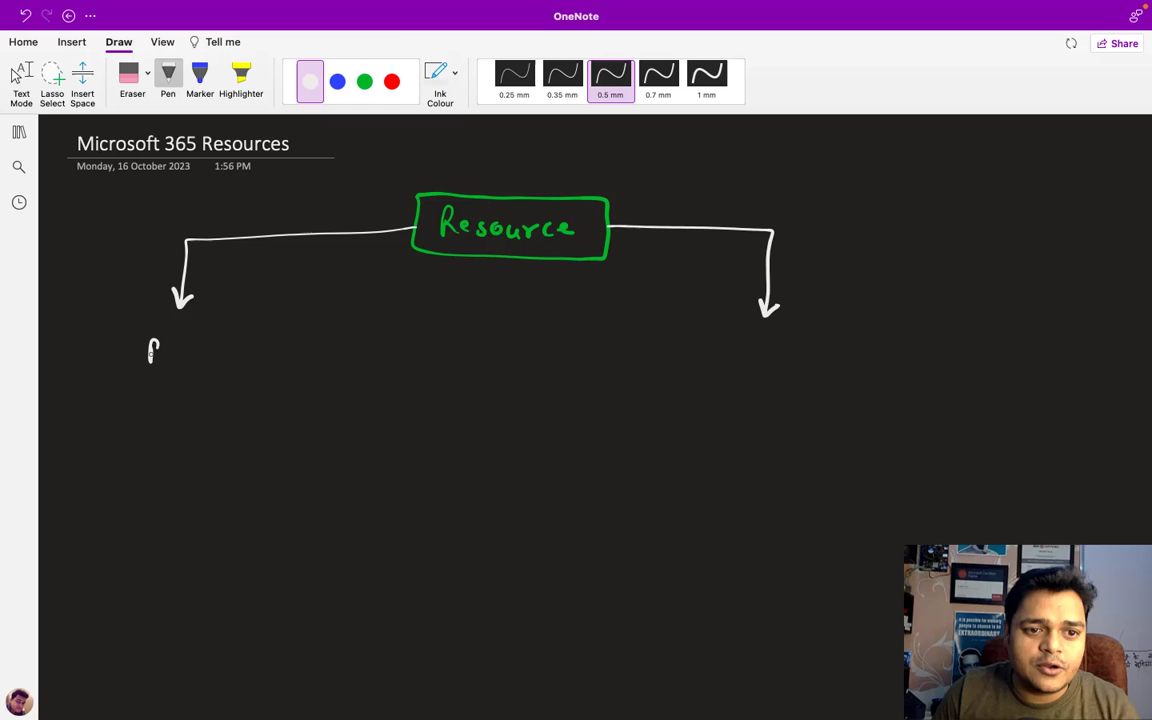 OneNote
Home Insert Draw View Tell me
Share
Text Mode
Lasso Select
Insert Space
Eraser
Pen
Marker
Highlighter
Ink Colour
0.25 mm
0.35 mm
0.5 mm
0.7 mm
1 mm
Microsoft 365 Resources
Monday, 16 October 2023 1:56 PM
Resource
EXTRAORDINARY